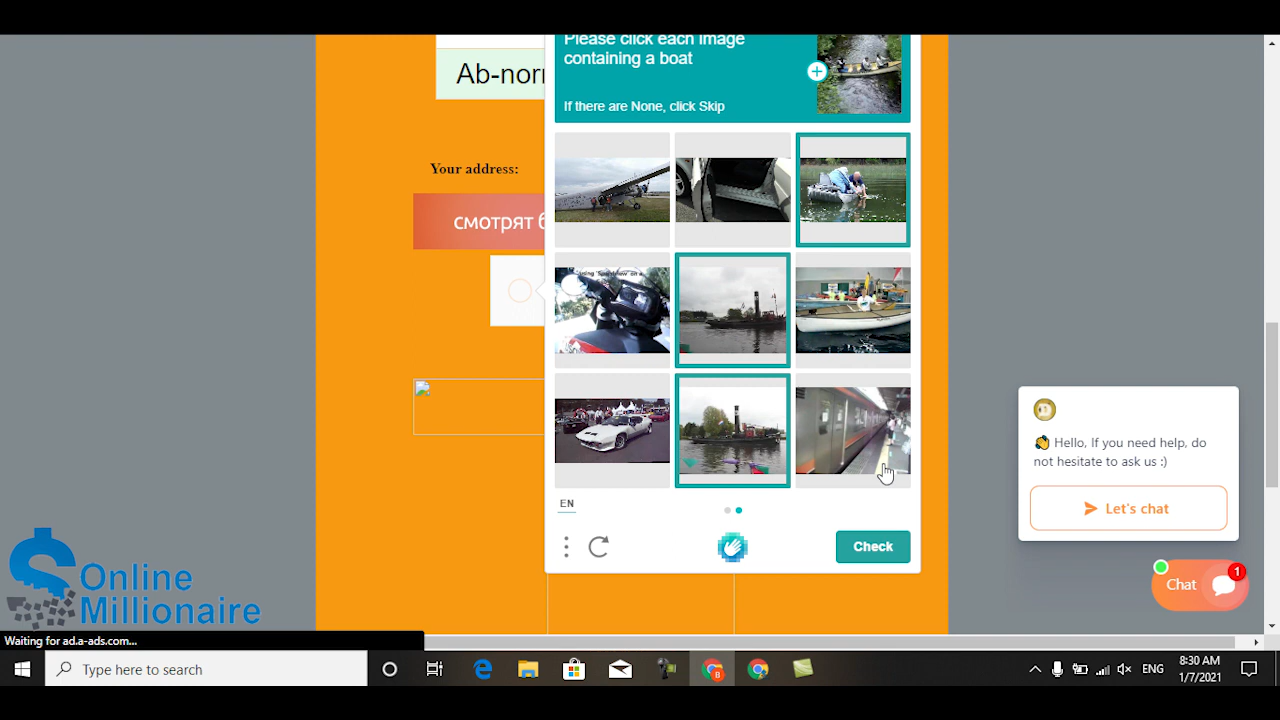 Please click each image
containing a boat
If there are None, click Skip
Ab-nor
Your address:
смотрят
EN
Check
Hello, If you need help, do
not hesitate to ask us :)
Let's chat
Chat
1
Online
Millionaire
Waiting for ad.a-ads.com...
Type here to search
B
ENG
8:30 AM
1/7/2021